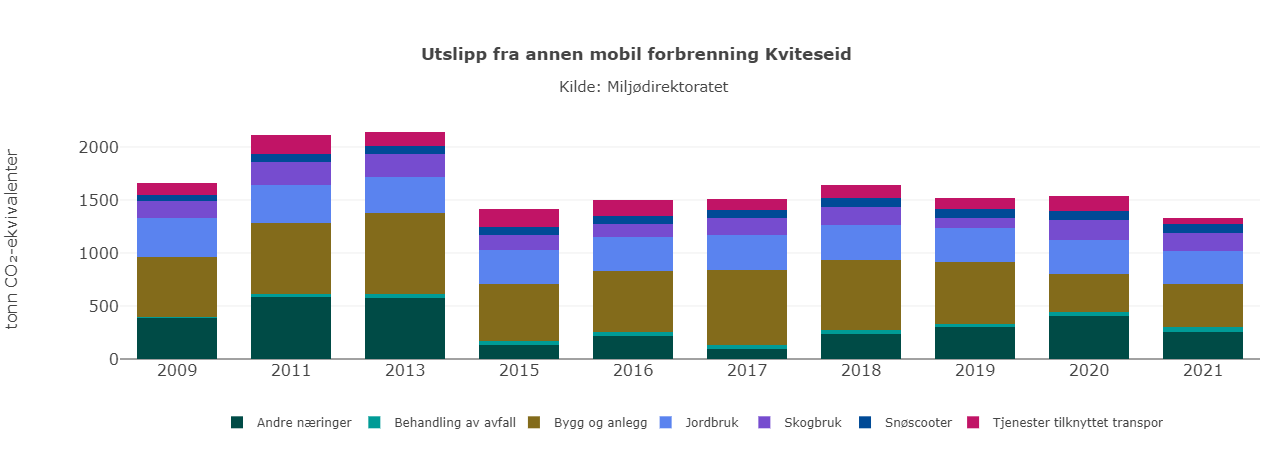 Utslipp fra annen mobil forbrenning Kviteseid
Kilde: Miljødirektoratet
tonn CO₂-ekvivalenter
2000
1500
1000
500
0
2009 2011 2013 2015 2016 2017 2018 2019 2020 2021
Andre næringer Behandling av avfall Bygg og anlegg Jordbruk Skogbruk Snøscooter Tjenester tilknyttet transpor